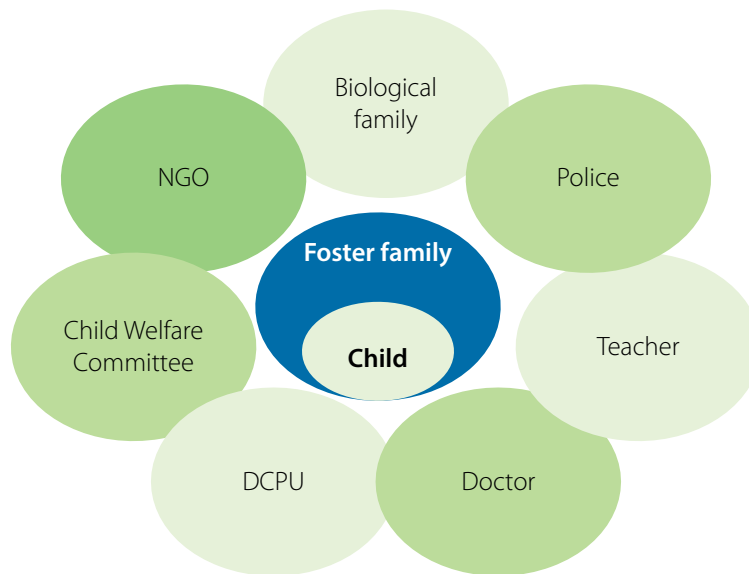 Biological
family
NGO
Police
Foster family
Child Welfare
Committee
Child
Teacher
DCPU
Doctor